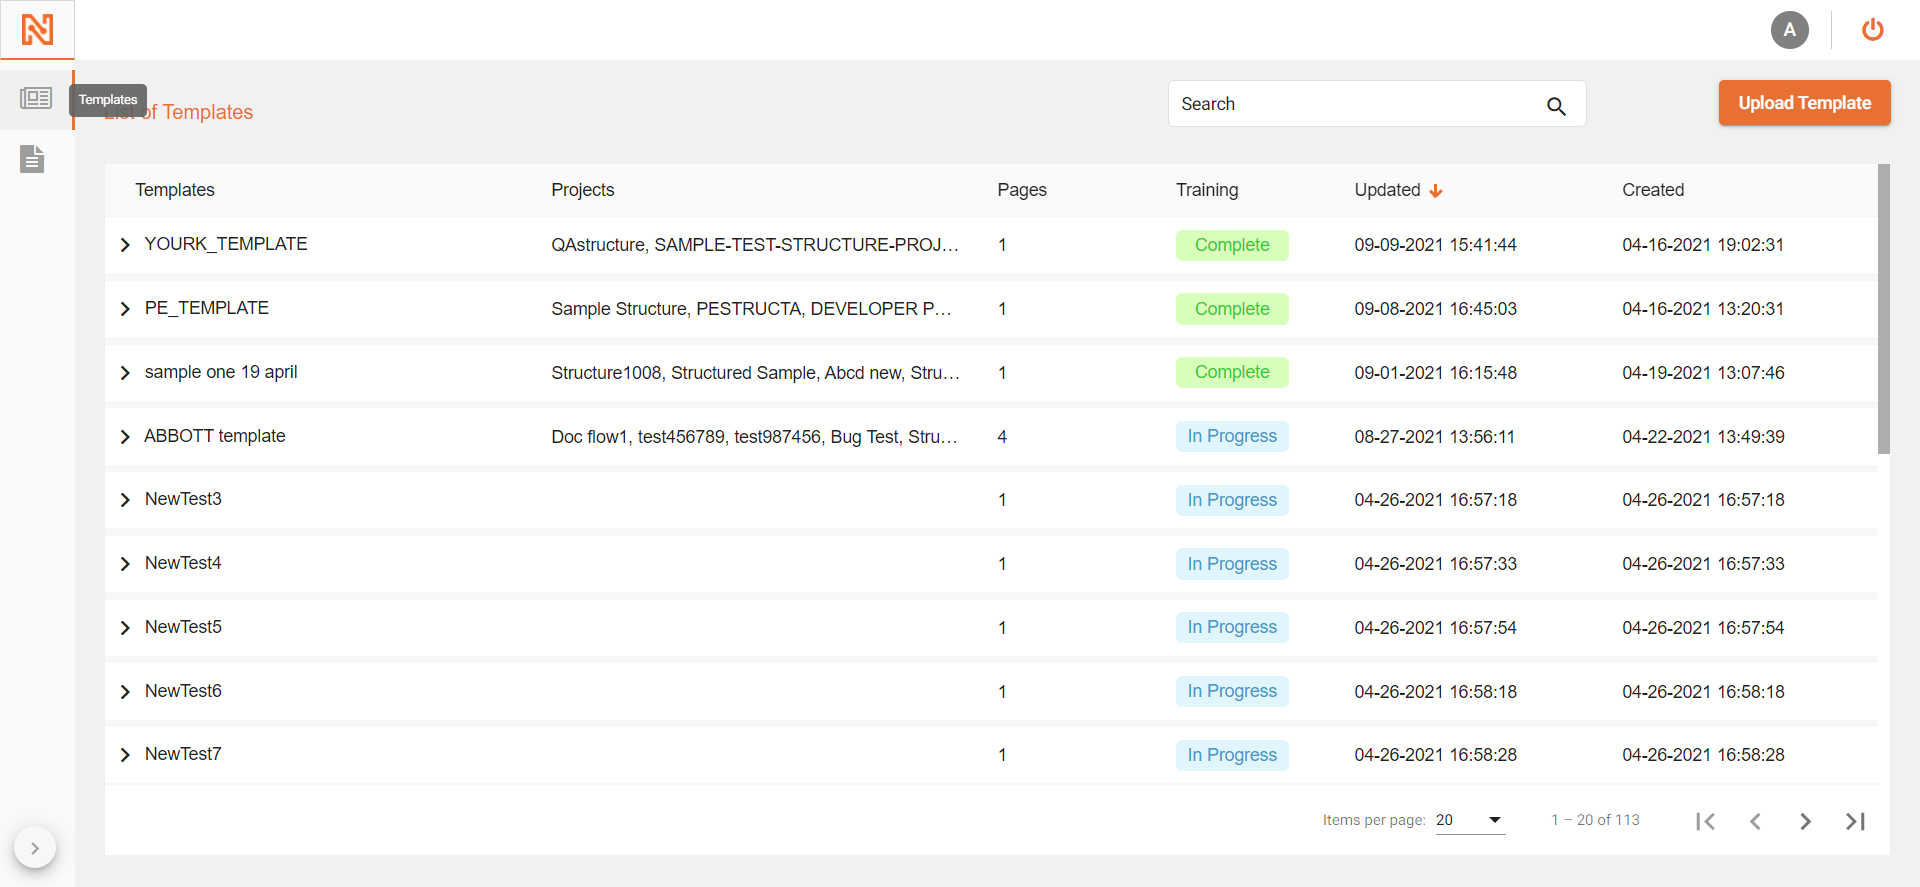 A
Templates
List of Templates
Search
Upload Template
Templates Projects Pages Training Updated Created
YOURK_TEMPLATE QAstructure, SAMPLE-TEST-STRUCTURE-PROJ... 1 Complete 09-09-2021 15:41:44 04-16-2021 19:02:31
PE_TEMPLATE Sample Structure, PESTRUCTA, DEVELOPER P... 1 Complete 09-08-2021 16:45:03 04-16-2021 13:20:31
sample one 19 april Structure1008, Structured Sample, Abcd new, Stru... 1 Complete 09-01-2021 16:15:48 04-19-2021 13:07:46
ABBOTT template Doc flow1, test456789, test987456, Bug Test, Stru... 4 In Progress 08-27-2021 13:56:11 04-22-2021 13:49:39
NewTest3 1 In Progress 04-26-2021 16:57:18 04-26-2021 16:57:18
NewTest4 1 In Progress 04-26-2021 16:57:33 04-26-2021 16:57:33
NewTest5 1 In Progress 04-26-2021 16:57:54 04-26-2021 16:57:54
NewTest6 1 In Progress 04-26-2021 16:58:18 04-26-2021 16:58:18
NewTest7 1 In Progress 04-26-2021 16:58:28 04-26-2021 16:58:28
Items per page: 20 1 – 20 of 113